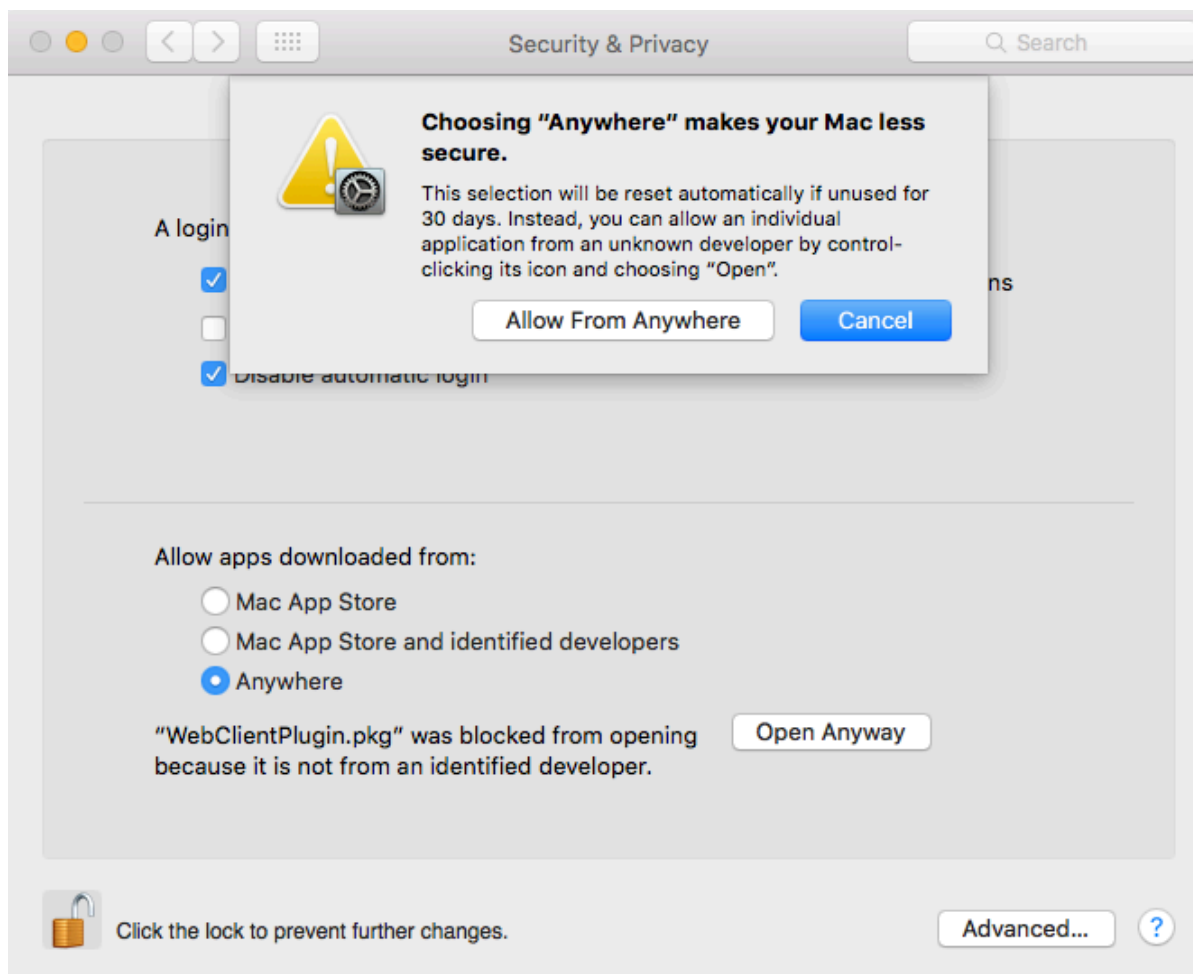 Security & Privacy
Search
Choosing “Anywhere” makes your Mac less
secure.
This selection will be reset automatically if unused for
30 days. Instead, you can allow an individual
application from an unknown developer by control-
clicking its icon and choosing “Open”.
Allow From Anywhere
Cancel
A login
ns
Disable automatic login
Allow apps downloaded from:
Mac App Store
Mac App Store and identified developers
Anywhere
“WebClientPlugin.pkg” was blocked from opening
because it is not from an identified developer.
Open Anyway
Click the lock to prevent further changes.
Advanced...
?